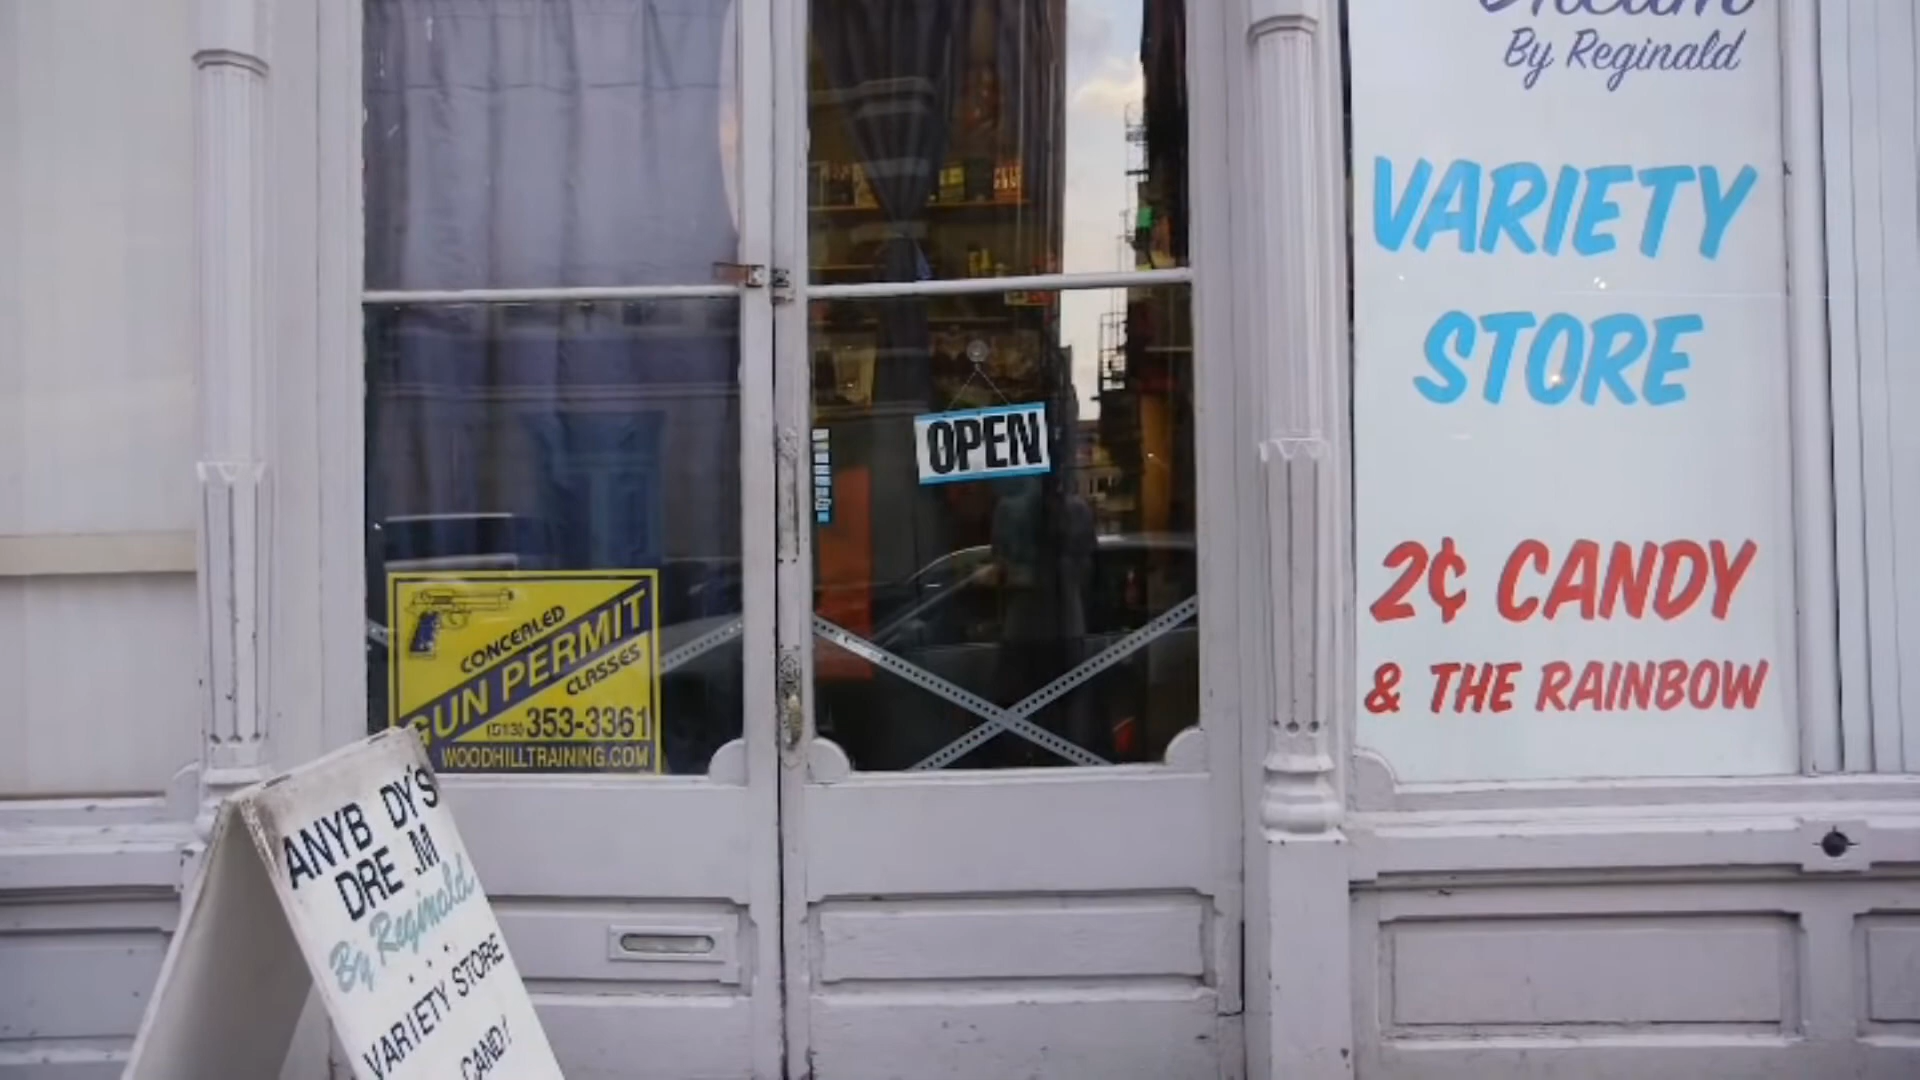 Dream
By Reginald
VARIETY
STORE
2¢ CANDY
& THE RAINBOW
OPEN
CONCEALED
GUN PERMIT
CLASSES
(513) 353-3361
WOODHILLTRAINING.COM
ANYB DY'S
DRE .M
By Reginald
VARIETY STORE
CANDY